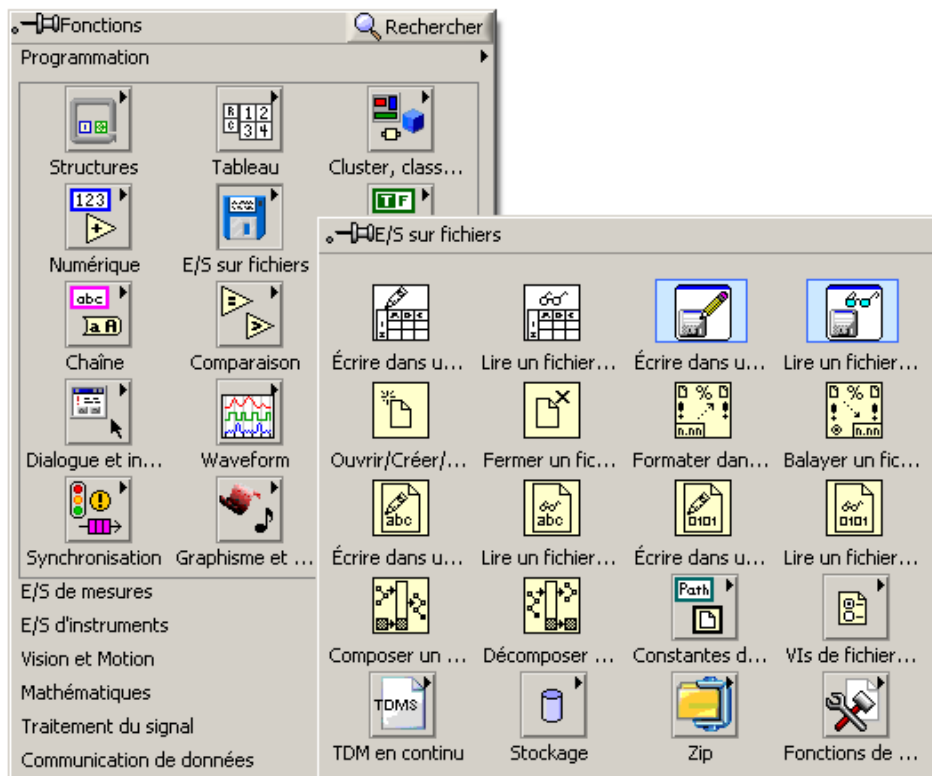 Fonctions Rechercher
Programmation
Structures Tableau Cluster, class...
Numérique E/S sur fichiers
Chaîne Comparaison
Dialogue et in... Waveform
Synchronisation Graphisme et ...
E/S de mesures
E/S d'instruments
Vision et Motion
Mathématiques
Traitement du signal
Communication de données
E/S sur fichiers
Écrire dans u... Lire un fichier... Écrire dans u... Lire un fichier...
Ouvrir/Créer/... Fermer un fic... Formater dan... Balayer un fic...
Écrire dans u... Lire un fichier... Écrire dans u... Lire un fichier...
Composer un ... Décomposer ... Constantes d... VIs de fichier...
TDM en continu Stockage Zip Fonctions de ...